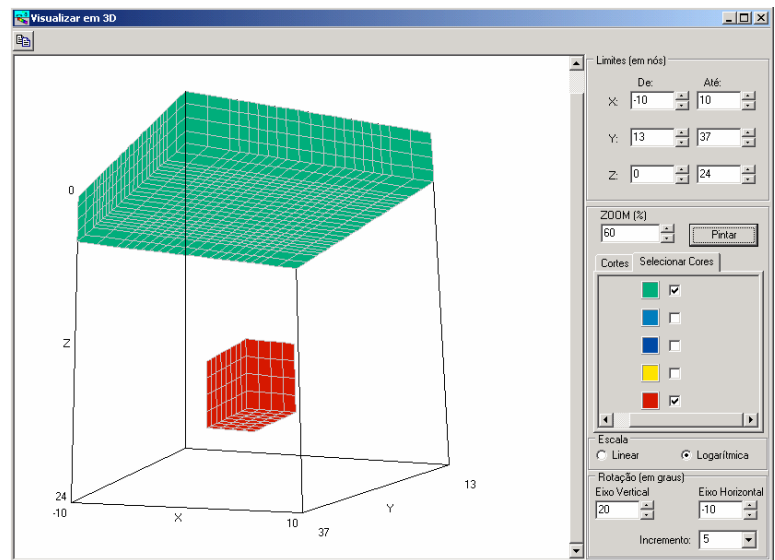 Visualizar em 3D
Limites (em nós)
De: Até:
X: -10 10
Y: 13 37
Z: 0 24
ZOOM (%)
60 Pintar
Cortes Selecionar Cores
Escala
Linear Logarítmica
Rotação (em graus)
Eixo Vertical Eixo Horizontal
20 -10
Incremento: 5
0
Z
24
-10
X
10
37
Y
13